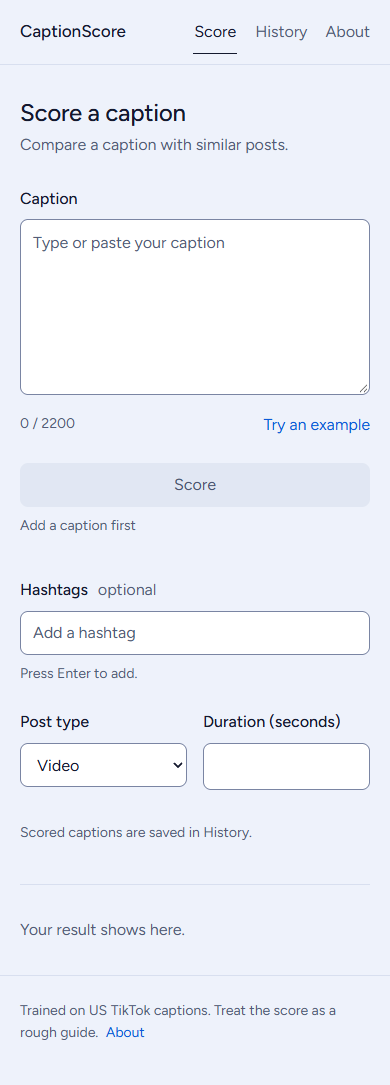 CaptionScore Score History About
Score a caption
Compare a caption with similar posts.
Caption
Type or paste your caption
0 / 2200 Try an example
Score
Add a caption first
Hashtags optional
Add a hashtag
Press Enter to add.
Post type Duration (seconds)
Video
Scored captions are saved in History.
Your result shows here.
Trained on US TikTok captions. Treat the score as a
rough guide. About